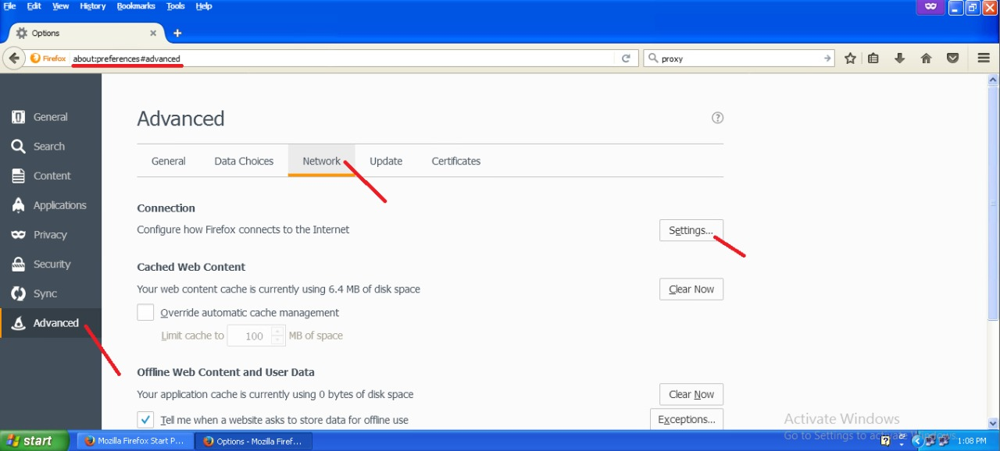 File Edit View History Bookmarks Tools Help
Options
Firefox about:preferences#advanced proxy
General
Search
Content
Applications
Privacy
Security
Sync
Advanced
Advanced
General Data Choices Network Update Certificates
Connection
Configure how Firefox connects to the Internet Settings...
Cached Web Content
Your web content cache is currently using 6.4 MB of disk space Clear Now
Override automatic cache management
Limit cache to 100 MB of space
Offline Web Content and User Data
Your application cache is currently using 0 bytes of disk space Clear Now
Tell me when a website asks to store data for offline use Exceptions...
Activate Windows
Go to Settings to activate Windows.
start Mozilla Firefox Start P... Options - Mozilla Firef... 1:08 PM